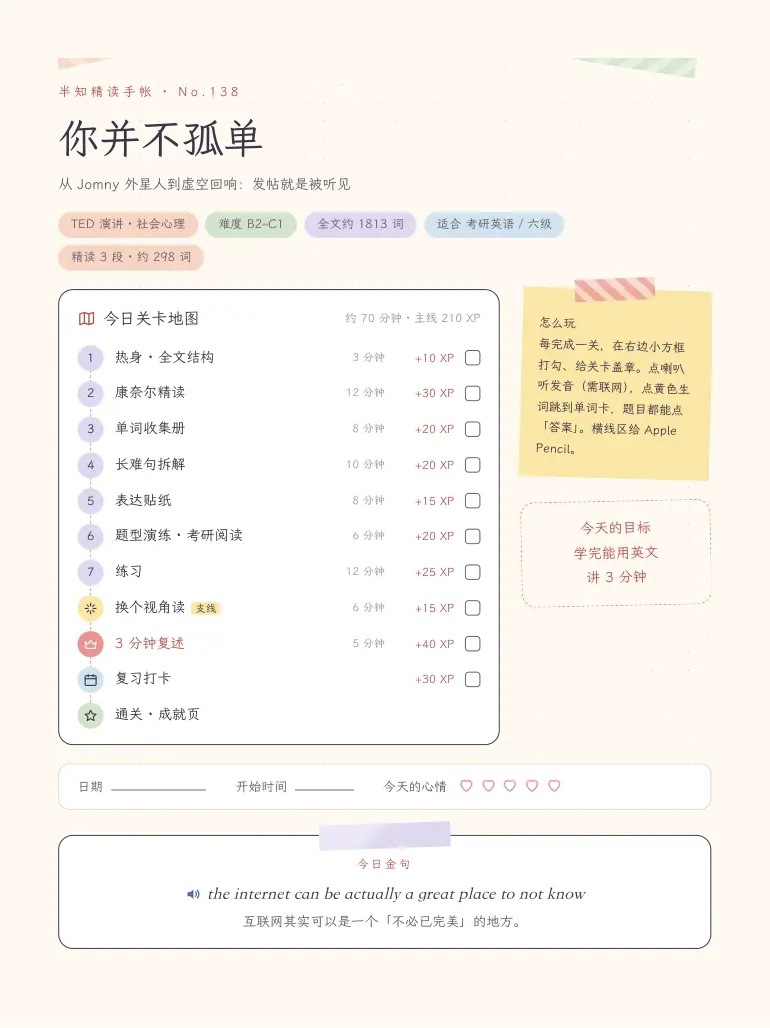 半知精读手帐 · No.138
你并不孤单
从 Jomny 外星人到虚空回响：发帖就是被听见
TED 演讲·社会心理
难度 B2–C1
全文约 1813 词
适合 考研英语 / 六级
精读 3 段·约 298 词
今日关卡地图 约 70 分钟·主线 210 XP
1 热身·全文结构 3 分钟 +10 XP
2 康奈尔精读 12 分钟 +30 XP
3 单词收集册 8 分钟 +20 XP
4 长难句拆解 10 分钟 +20 XP
5 表达贴纸 8 分钟 +15 XP
6 题型演练·考研阅读 6 分钟 +20 XP
7 练习 12 分钟 +25 XP
换个视角读 支线 6 分钟 +15 XP
3 分钟复述 5 分钟 +40 XP
复习打卡 +30 XP
通关·成就页
怎么玩
每完成一关，在右边小方框
打勾、给关卡盖章。点喇叭
听发音（需联网），点黄色生
词跳到单词卡，题目都能点
「答案」。横线区给 Apple
Pencil。
今天的目标
学完能用英文
讲 3 分钟
日期 开始时间 今天的心情
今日金句
the internet can be actually a great place to not know
互联网其实可以是一个「不必已完美」的地方。